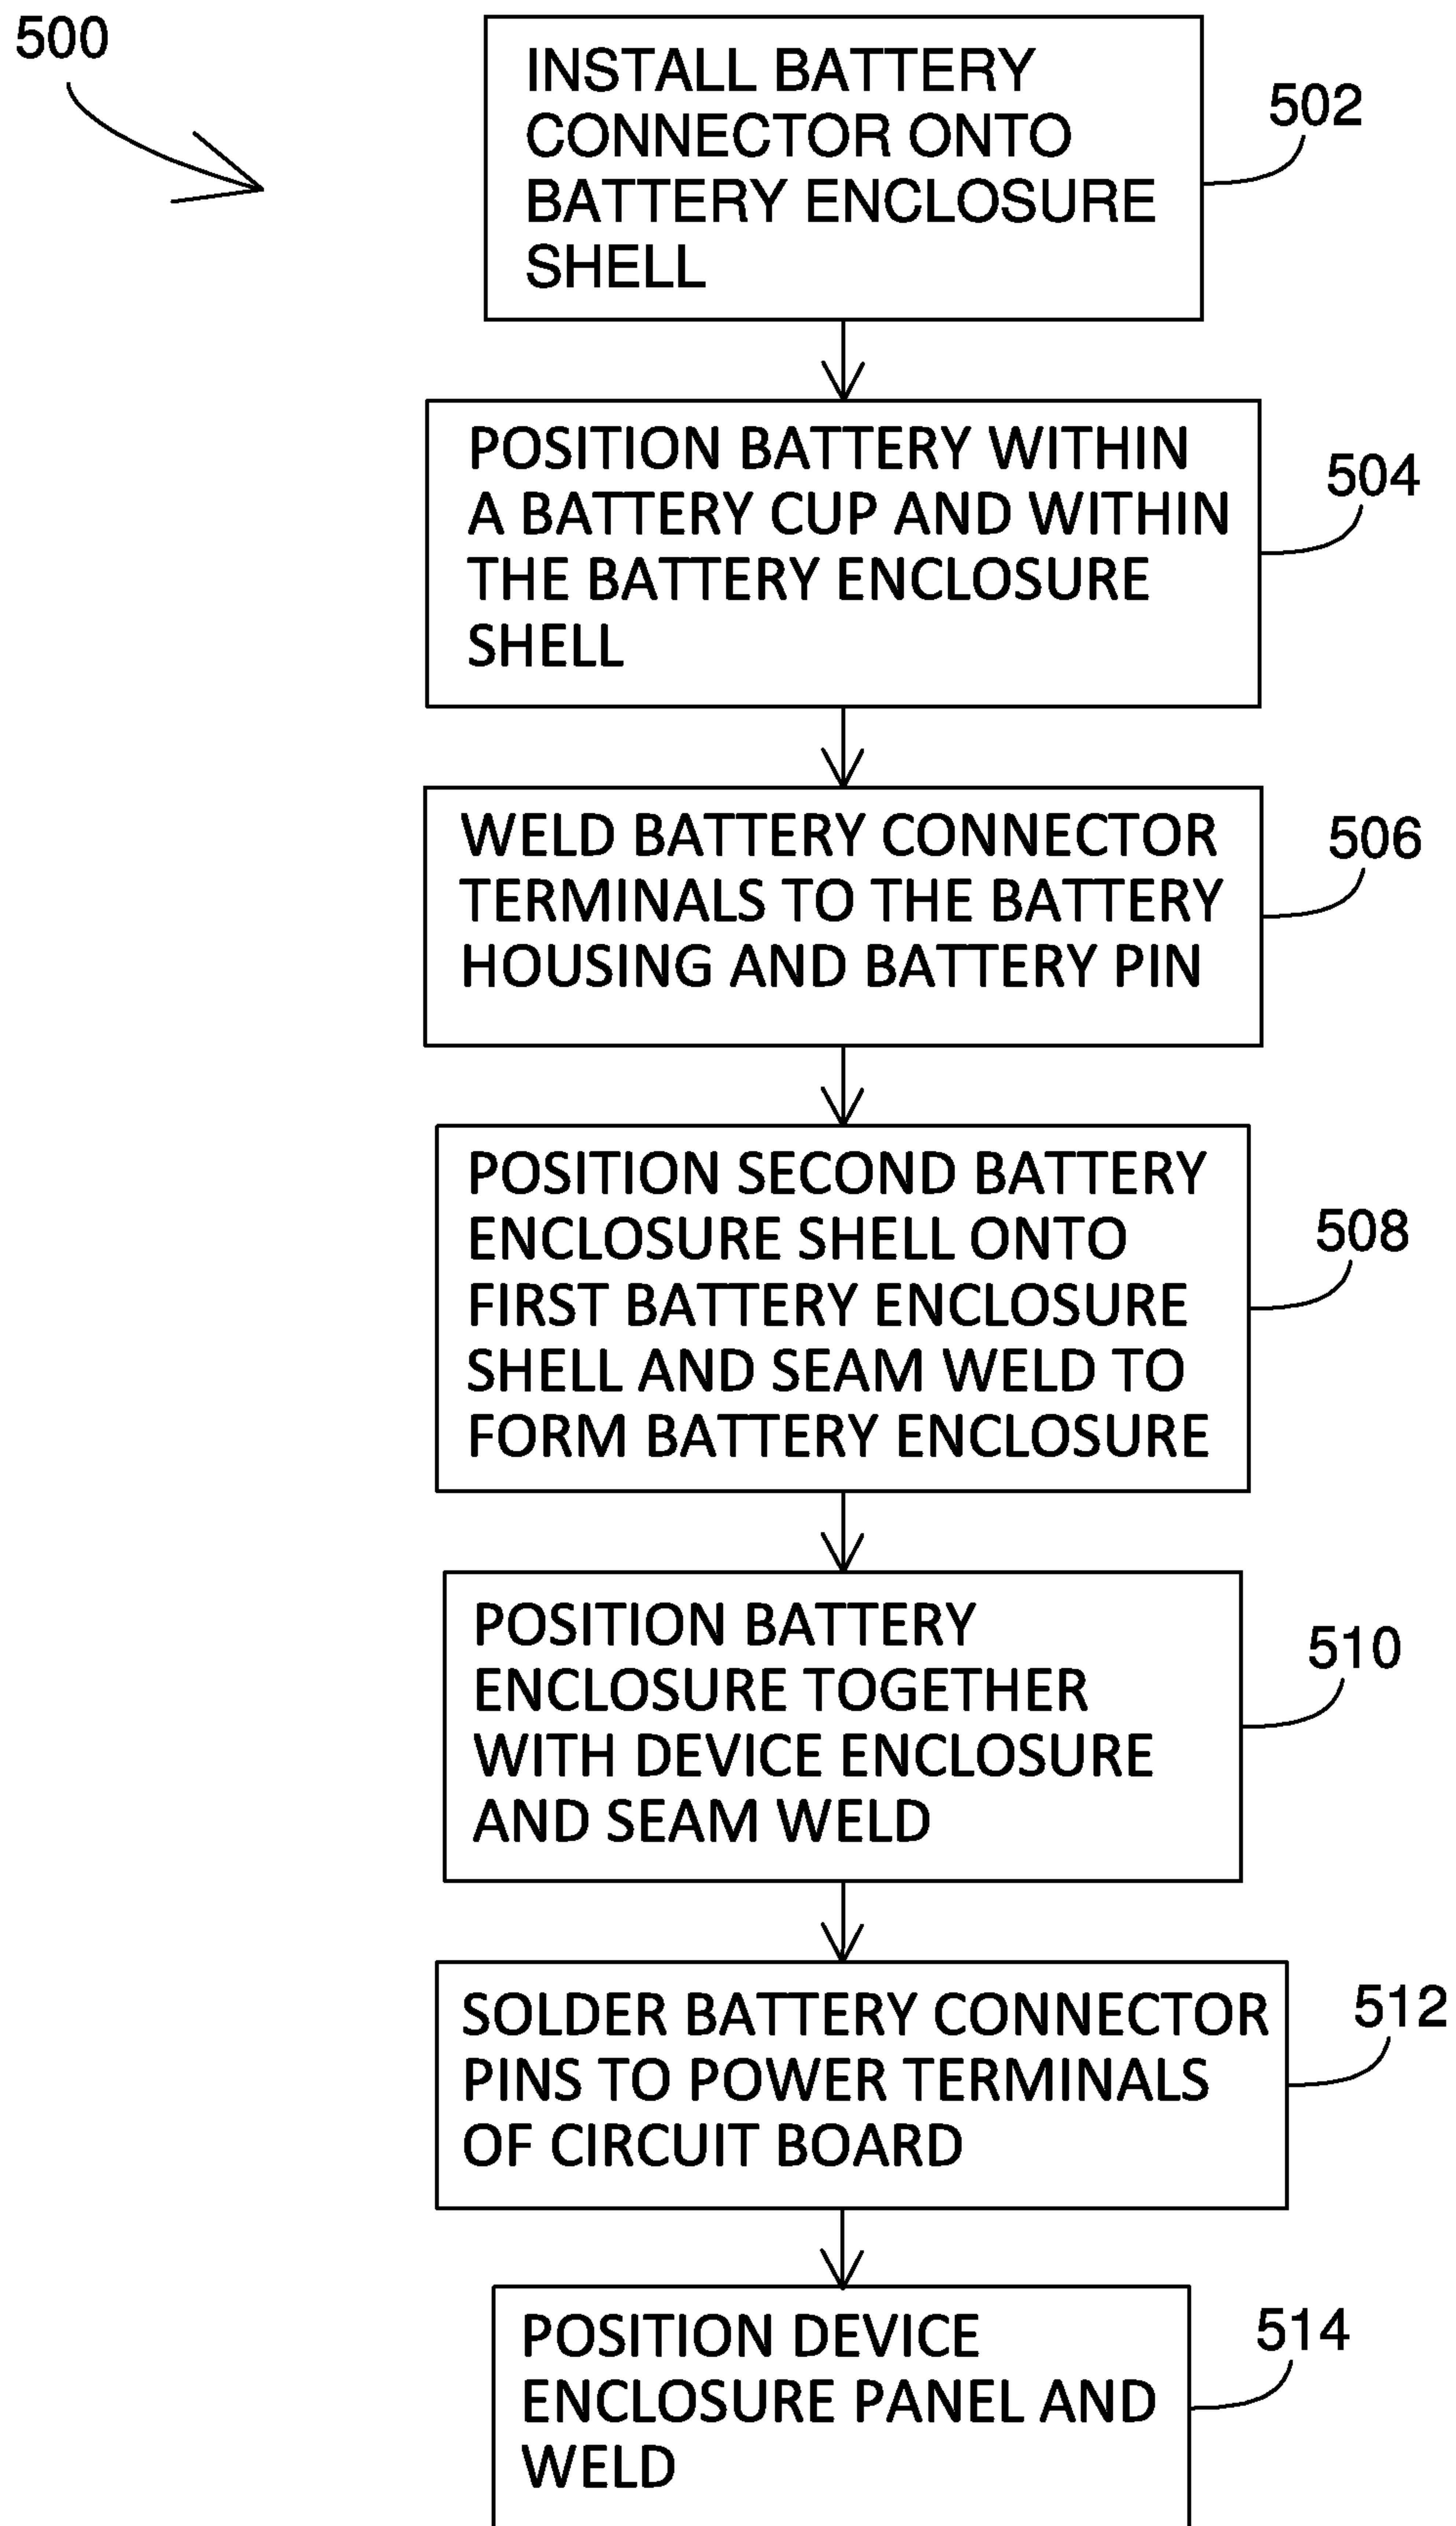 500
INSTALL BATTERY
CONNECTOR ONTO
BATTERY ENCLOSURE
SHELL
502
POSITION BATTERY WITHIN
A BATTERY CUP AND WITHIN
THE BATTERY ENCLOSURE
SHELL
504
WELD BATTERY CONNECTOR
TERMINALS TO THE BATTERY
HOUSING AND BATTERY PIN
506
POSITION SECOND BATTERY
ENCLOSURE SHELL ONTO
FIRST BATTERY ENCLOSURE
SHELL AND SEAM WELD TO
FORM BATTERY ENCLOSURE
508
POSITION BATTERY
ENCLOSURE TOGETHER
WITH DEVICE ENCLOSURE
AND SEAM WELD
510
SOLDER BATTERY CONNECTOR
PINS TO POWER TERMINALS
OF CIRCUIT BOARD
512
POSITION DEVICE
ENCLOSURE PANEL AND
WELD
514